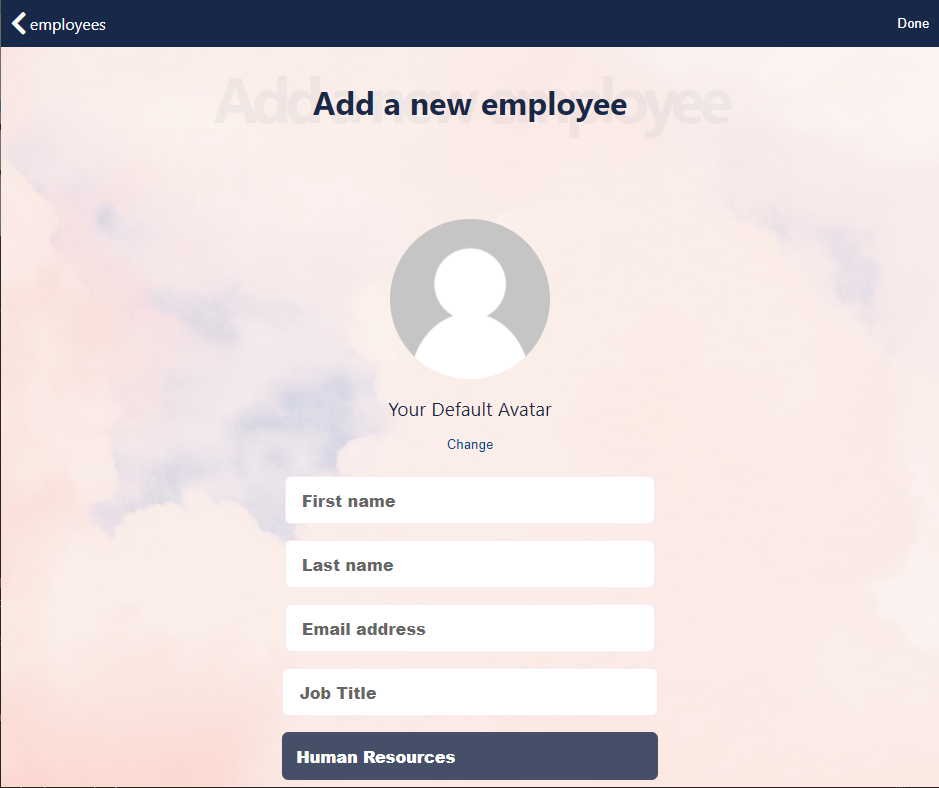 employees
Done
Add a new employee
Add a new employee
Your Default Avatar
Change
First name
Last name
Email address
Job Title
Human Resources